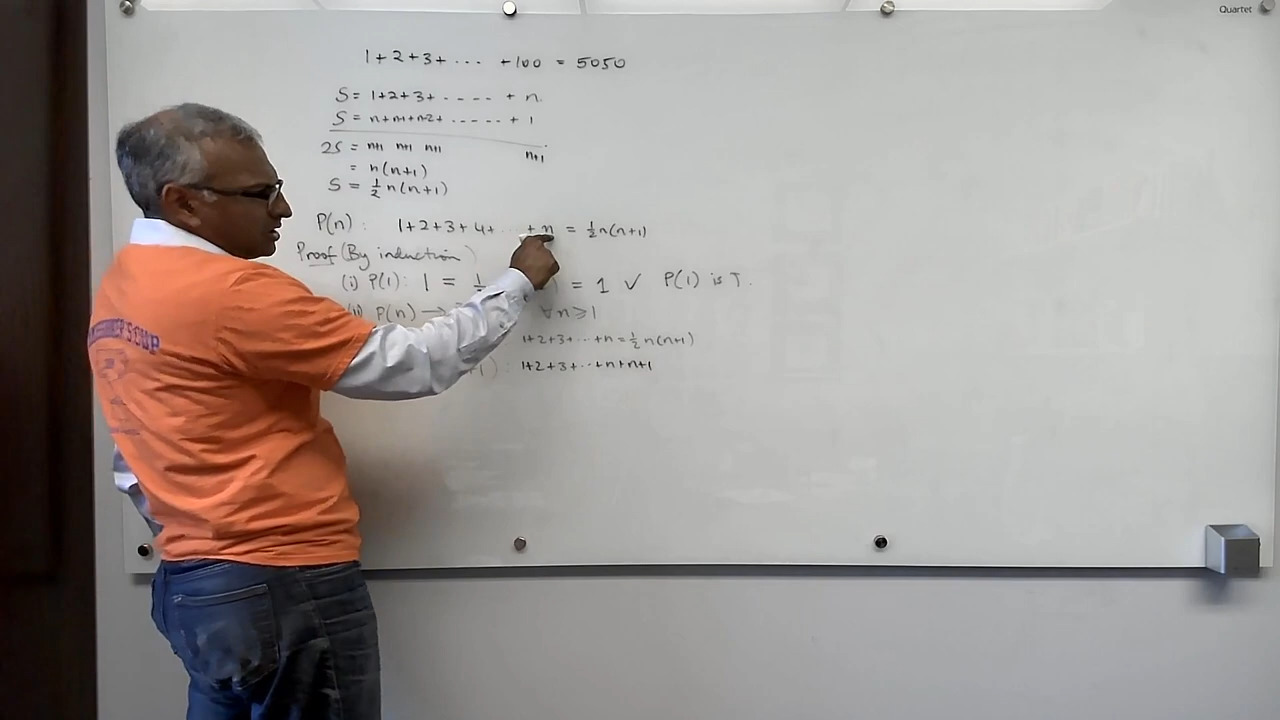 Quartet
1+2+3+ ... +100 = 5050
S = 1+2+3+ ..... + n
S = n+n-1+n-2+ ..... + 1
2S = n+1 n+1 n+1 n+1
= n(n+1)
S = ½ n(n+1)
P(n): 1+2+3+4+ ... + n = ½ n(n+1)
Proof (By induction)
(i) P(1): 1 = = 1 ✓ P(1) is T.
(ii) P(n) → ∀n ≥ 1
1+2+3+ ... +n = ½ n(n+1)
): 1+2+3+ ... +n+n+1